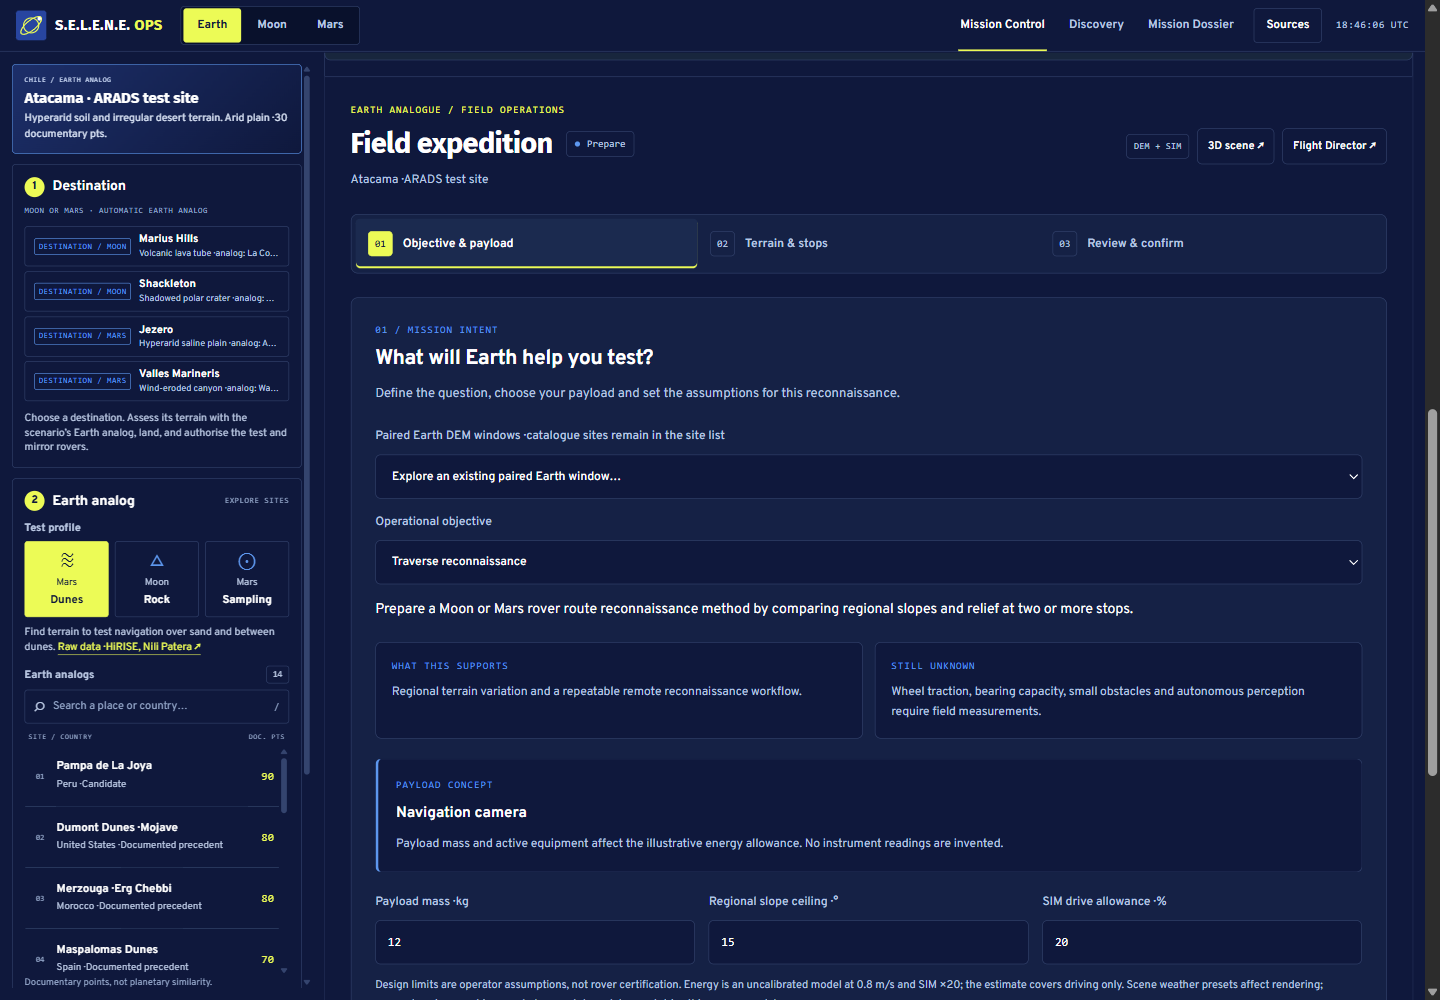 S.E.L.E.N.E. OPS
Earth
Moon
Mars
Mission Control
Discovery
Mission Dossier
Sources
18:46:06 UTC
CHILE / EARTH ANALOG
Atacama · ARADS test site
Hyperarid soil and irregular desert terrain. Arid plain ·30
documentary pts.
1
Destination
MOON OR MARS · AUTOMATIC EARTH ANALOG
DESTINATION / MOON
Marius Hills
Volcanic lava tube ·analog: La Co...
DESTINATION / MOON
Shackleton
Shadowed polar crater ·analog: ...
DESTINATION / MARS
Jezero
Hyperarid saline plain ·analog: A...
DESTINATION / MARS
Valles Marineris
Wind-eroded canyon ·analog: Wa...
Choose a destination. Assess its terrain with the
scenario's Earth analog, land, and authorise the test and
mirror rovers.
2
Earth analog
EXPLORE SITES
Test profile
Mars
Dunes
Moon
Rock
Mars
Sampling
Find terrain to test navigation over sand and between
dunes. Raw data ·HiRISE, Nili Patera ↗
Earth analogs
14
Search a place or country...
/
SITE / COUNTRY
DOC. PTS
01
Pampa de La Joya
Peru ·Candidate
90
02
Dumont Dunes ·Mojave
United States ·Documented precedent
80
03
Merzouga ·Erg Chebbi
Morocco ·Documented precedent
80
04
Maspalomas Dunes
Spain ·Documented precedent
70
Documentary points, not planetary similarity.
EARTH ANALOGUE / FIELD OPERATIONS
Field expedition
Prepare
Atacama ·ARADS test site
DEM + SIM
3D scene ↗
Flight Director ↗
01
Objective & payload
02
Terrain & stops
03
Review & confirm
01 / MISSION INTENT
What will Earth help you test?
Define the question, choose your payload and set the assumptions for this reconnaissance.
Paired Earth DEM windows ·catalogue sites remain in the site list
Explore an existing paired Earth window...
Operational objective
Traverse reconnaissance
Prepare a Moon or Mars rover route reconnaissance method by comparing regional slopes and relief at two or more stops.
WHAT THIS SUPPORTS
Regional terrain variation and a repeatable remote reconnaissance workflow.
STILL UNKNOWN
Wheel traction, bearing capacity, small obstacles and autonomous perception
require field measurements.
PAYLOAD CONCEPT
Navigation camera
Payload mass and active equipment affect the illustrative energy allowance. No instrument readings are invented.
Payload mass ·kg
Regional slope ceiling ·°
SIM drive allowance ·%
12
15
20
Design limits are operator assumptions, not rover certification. Energy is an uncalibrated model at 0.8 m/s and SIM ×20; the estimate covers driving only. Scene weather presets affect rendering;